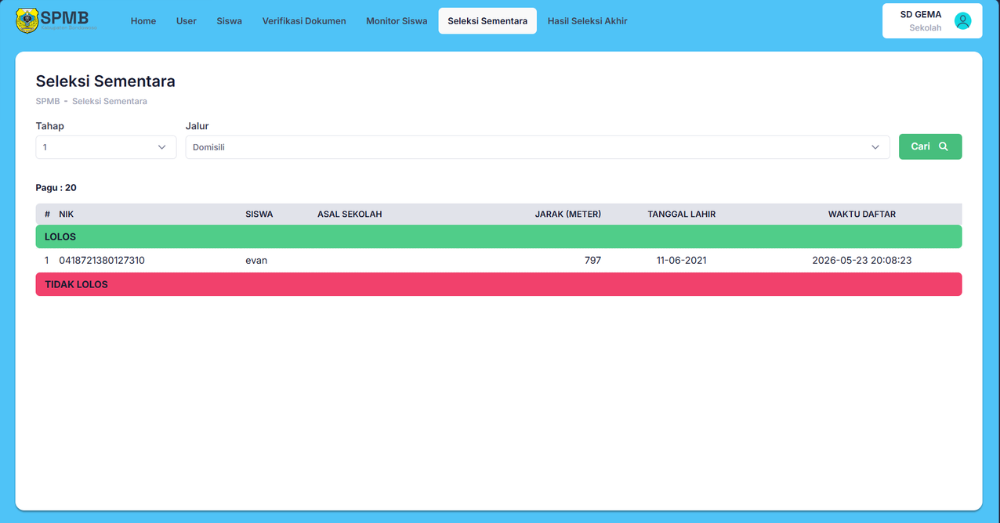 SPMB
Home User Siswa Verifikasi Dokumen Monitor Siswa Seleksi Sementara Hasil Seleksi Akhir
SD GEMA
Sekolah
Seleksi Sementara
SPMB - Seleksi Sementara
Tahap Jalur
1 Domisili Cari
Pagu : 20
# NIK SISWA ASAL SEKOLAH JARAK (METER) TANGGAL LAHIR WAKTU DAFTAR
LOLOS
1 0418721380127310 evan 797 11-06-2021 2026-05-23 20:08:23
TIDAK LOLOS